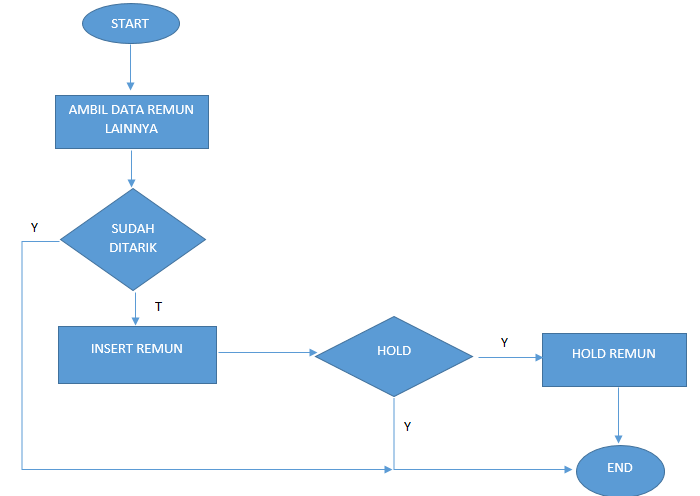 START
AMBIL DATA REMUN
LAINNYA
Y
SUDAH
DITARIK
T
INSERT REMUN
HOLD
Y
HOLD REMUN
Y
END